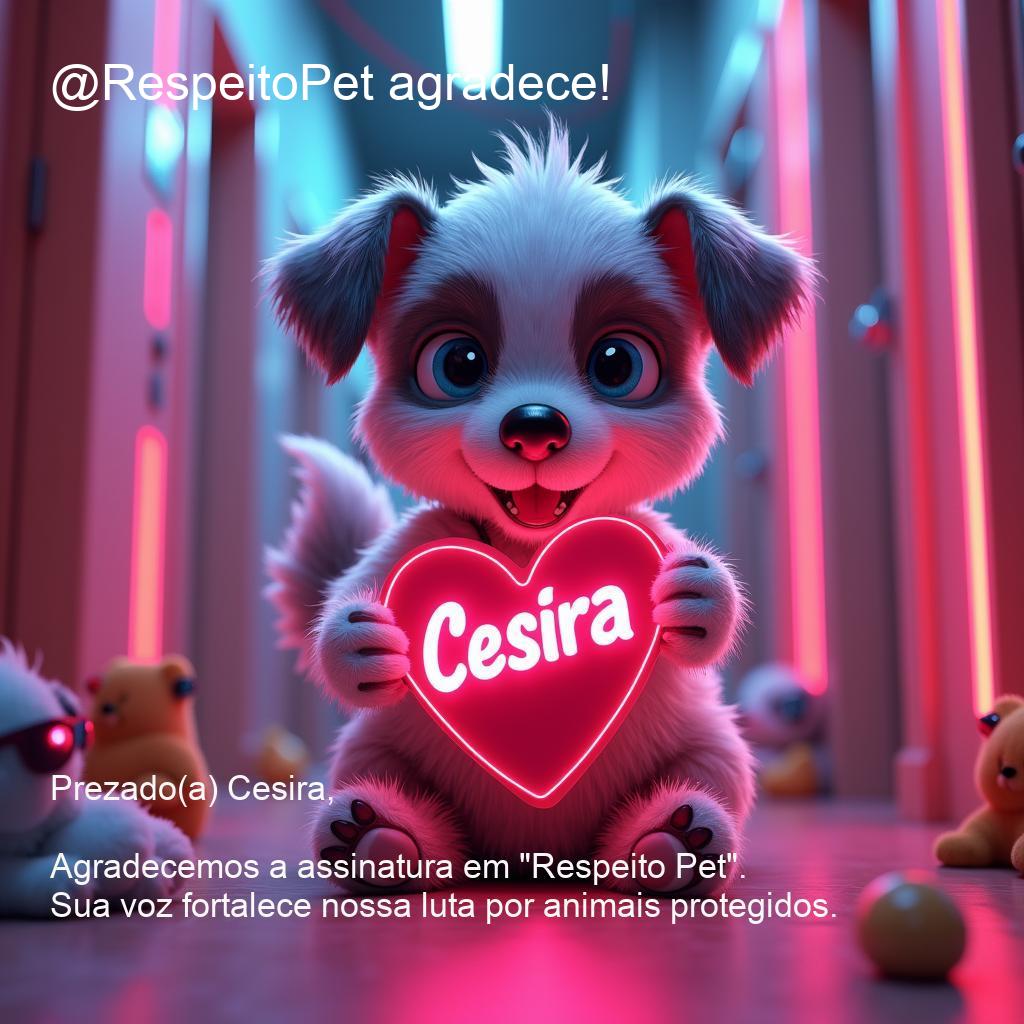 @RespeitoPet agradece!
Cesira
Prezado(a) Cesira,
Agradecemos a assinatura em "Respeito Pet".
Sua voz fortalece nossa luta por animais protegidos.